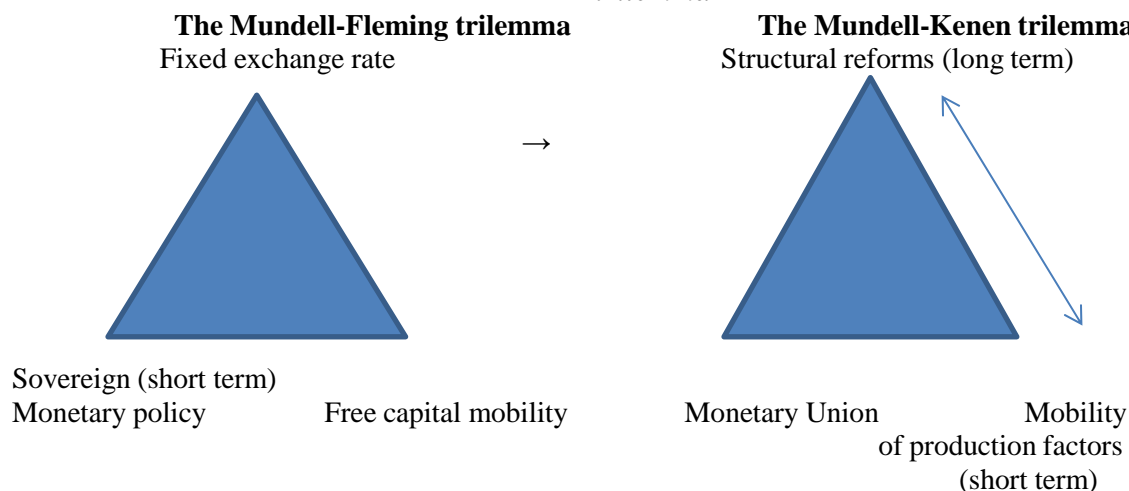 The Mundell-Fleming trilemma The Mundell-Kenen trilemma
Fixed exchange rate Structural reforms (long term)
→
Sovereign (short term)
Monetary policy Free capital mobility Monetary Union Mobility
of production factors
(short term)